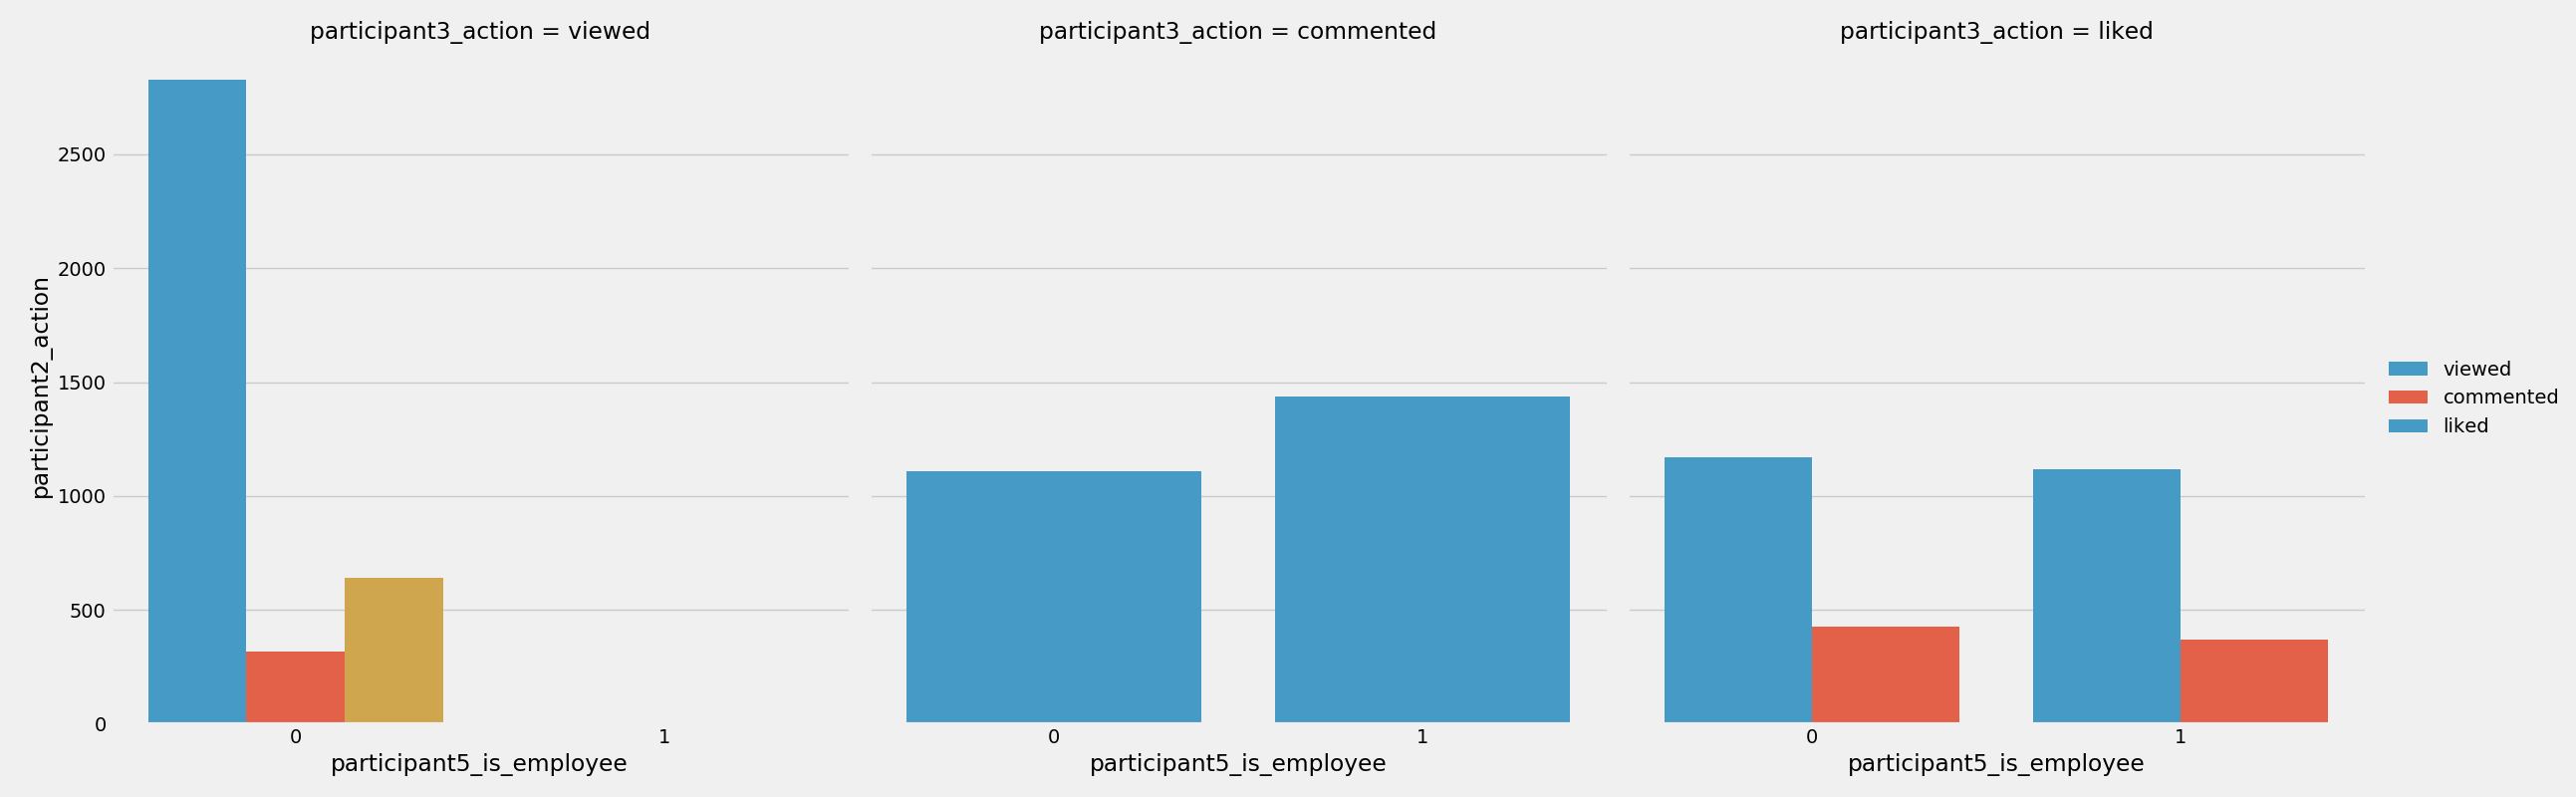 participant3_action = viewed
participant3_action = commented
participant3_action = liked
participant2_action
2500
2000
1500
1000
500
0
0
1
0
1
0
1
participant5_is_employee
participant5_is_employee
participant5_is_employee
viewed
commented
liked